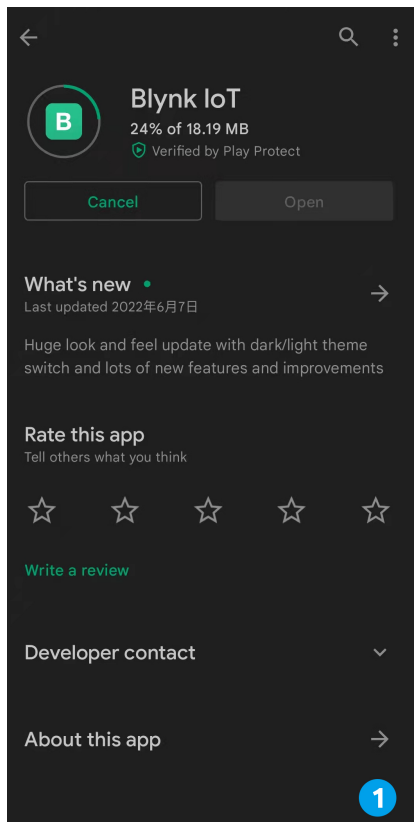 B
Blynk IoT
24% of 18.19 MB
Verified by Play Protect
Cancel
Open
What's new
Last updated 2022年6月7日
Huge look and feel update with dark/light theme
switch and lots of new features and improvements
Rate this app
Tell others what you think
Write a review
Developer contact
About this app
1